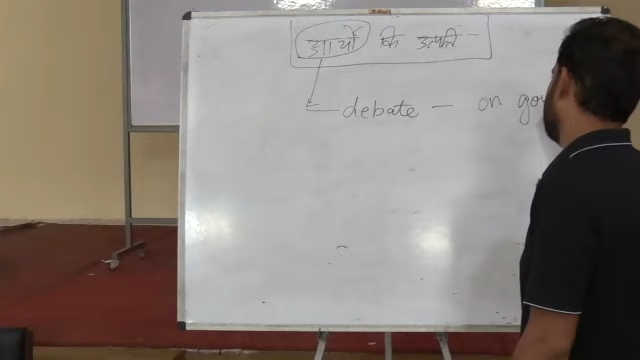 आर्यो कि उत्पत्ति
debate - on